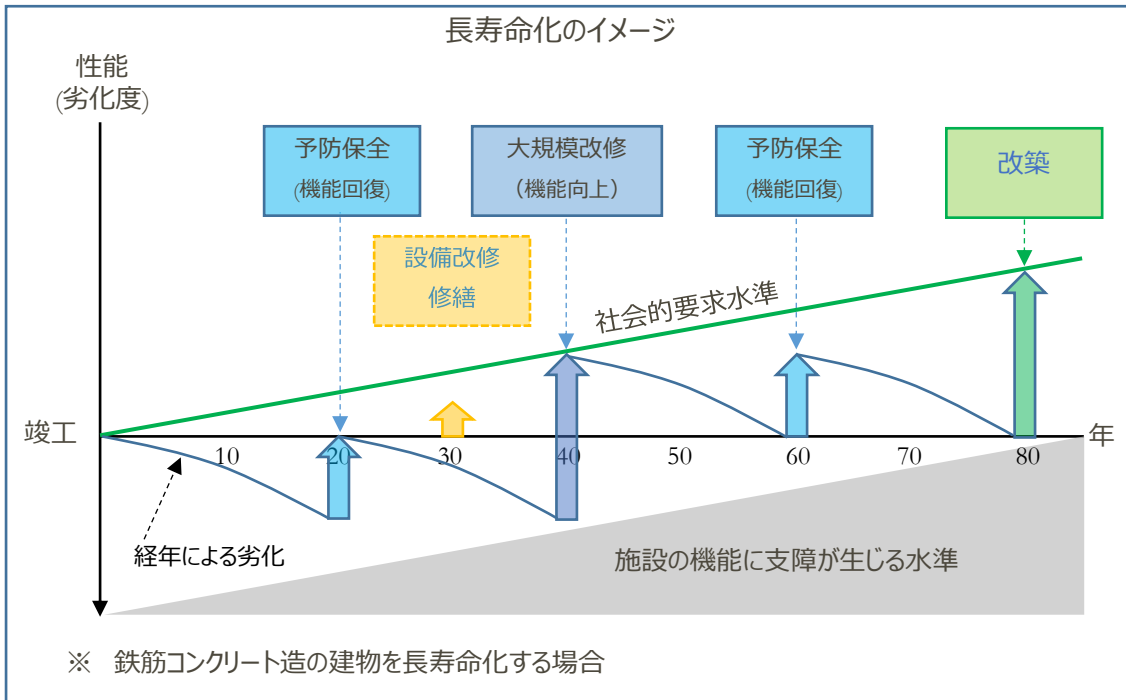 長寿命化のイメージ
性能
(劣化度)
予防保全
(機能回復)
大規模改修
(機能向上)
予防保全
(機能回復)
改築
設備改修
修繕
社会的要求水準
竣工
10
20
30
40
50
60
70
80
年
経年による劣化
施設の機能に支障が生じる水準
※ 鉄筋コンクリート造の建物を長寿命化する場合